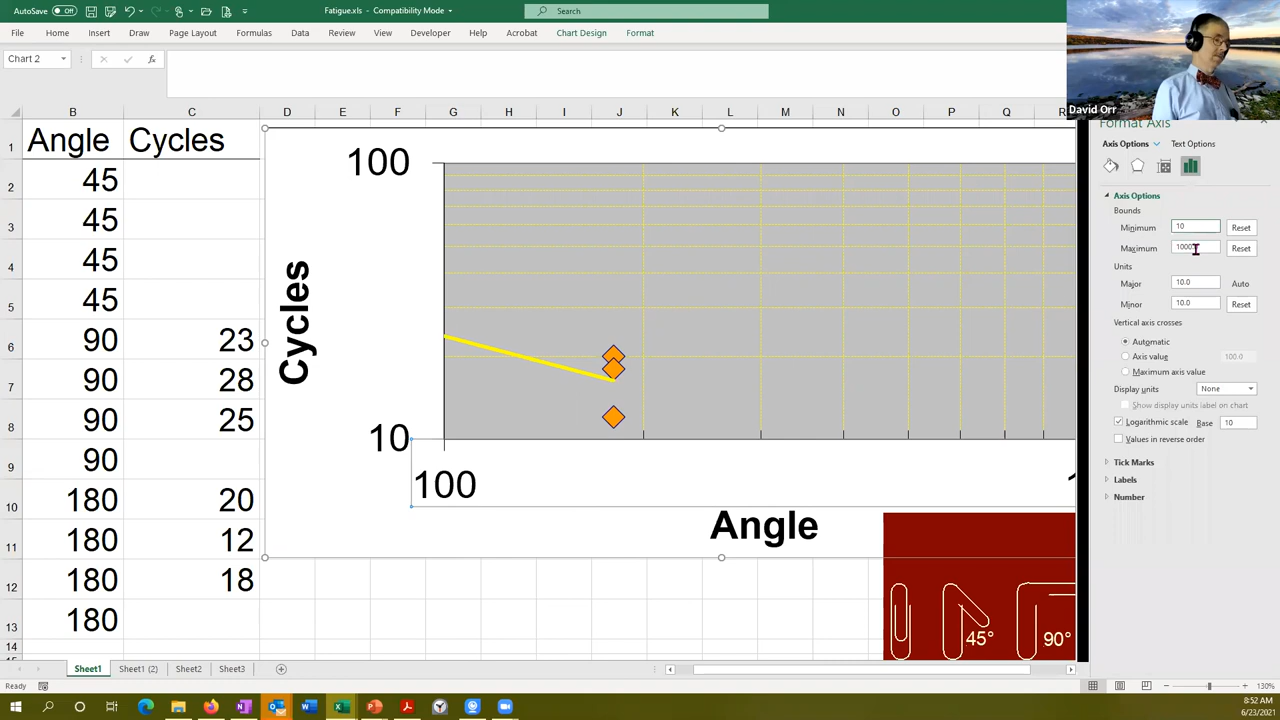 AutoSave Off
Fatigue.xls - Compatibility Mode
Search
File Home Insert Draw Page Layout Formulas Data Review View Developer Help Acrobat Chart Design Format
Chart 2
fx
David Orr
Format Axis
Axis Options Text Options
Axis Options
Bounds
Minimum 10 Reset
Maximum 1000. Reset
Units
Major 10.0 Auto
Minor 10.0 Reset
Vertical axis crosses
Automatic
Axis value 100.0
Maximum axis value
Display units None
Show display units label on chart
Logarithmic scale Base 10
Values in reverse order
Tick Marks
Labels
Number
B C D E F G H I J K L M N O P Q R
1 Angle Cycles
2 45
3 45
4 45
5 45
6 90 23
7 90 28
8 90 25
9 90
10 180 20
11 180 12
12 180 18
13 180
14
100
Cycles
10
100
Angle
45° 90°
Sheet1 Sheet1 (2) Sheet2 Sheet3
Ready
130%
8:52 AM
6/23/2021